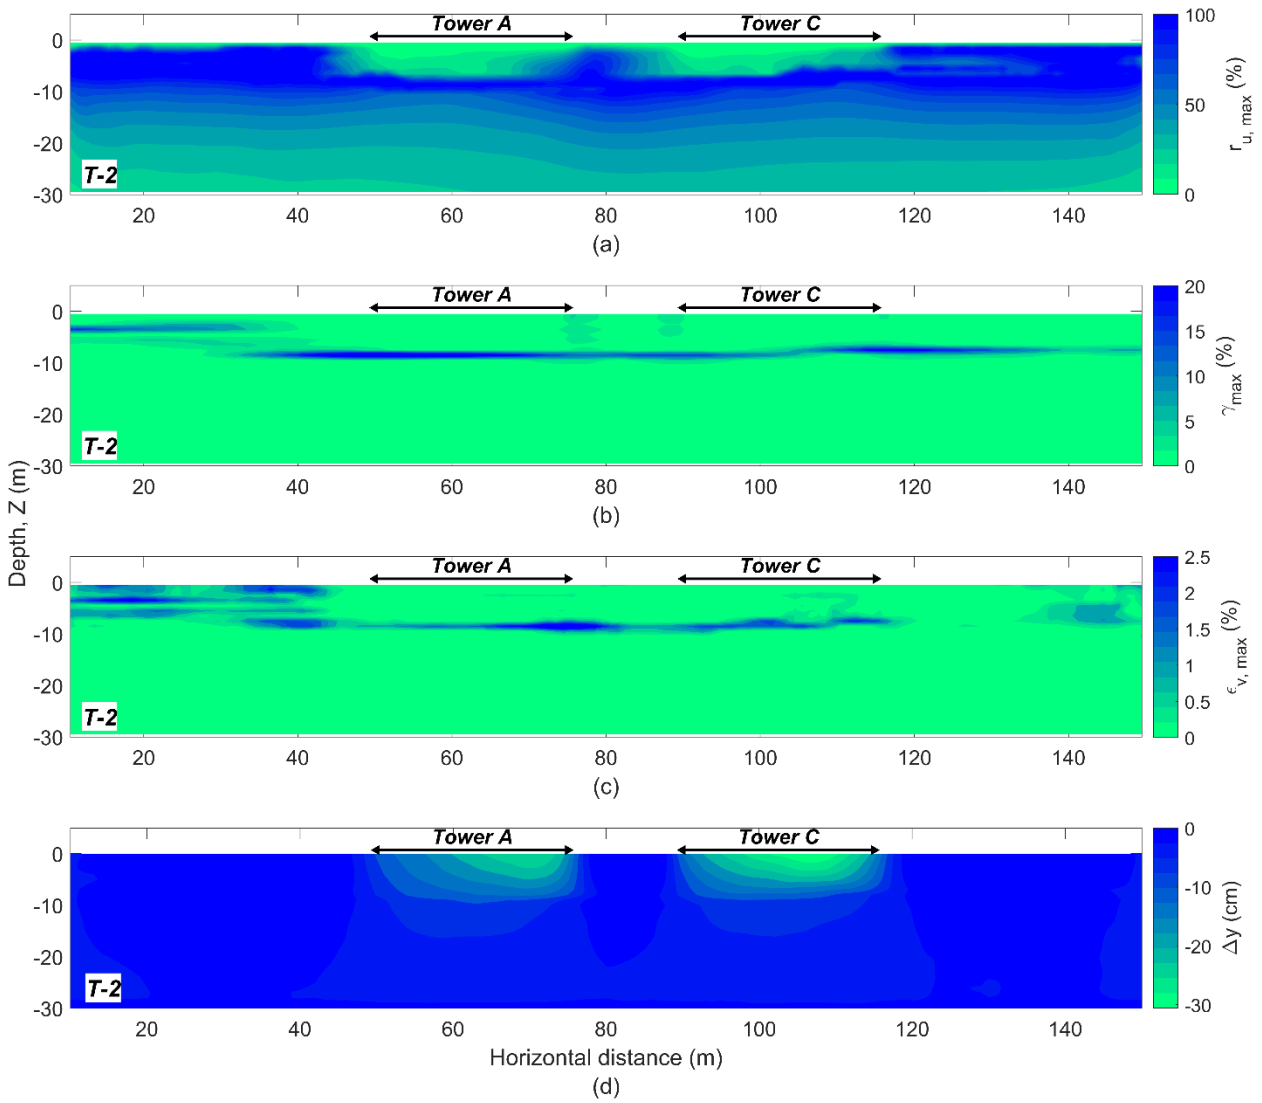 Tower A Tower C
0
-10
-20
-30
T-2
20 40 60 80 100 120 140
(a)
100
50
0
r_u, max (%)
Tower A Tower C
0
-10
-20
-30
T-2
20 40 60 80 100 120 140
(b)
20
15
10
5
0
γ_max (%)
Depth, Z (m)
Tower A Tower C
0
-10
-20
-30
T-2
20 40 60 80 100 120 140
(c)
2.5
2
1.5
1
0.5
0
ϵ_v, max (%)
Tower A Tower C
0
-10
-20
-30
T-2
20 40 60 80 100 120 140
Horizontal distance (m)
(d)
0
-10
-20
-30
Δy (cm)